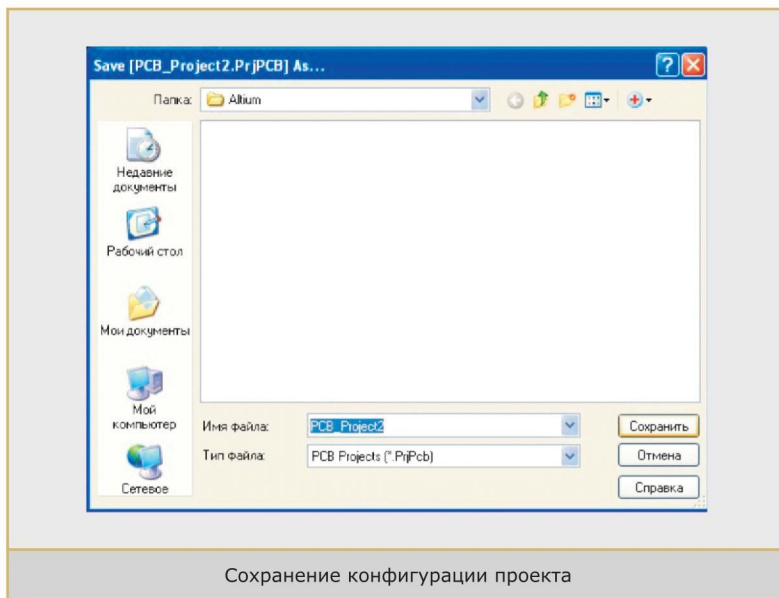 Save [PCB_Project2.PrjPCB] As...
Папка: Altium
Недавние
документы
Рабочий стол
Мои документы
Мой
компьютер
Сетевое
Имя файла: PCB_Project2 Сохранить
Тип файла: PCB Projects (*.PrjPcb) Отмена
Справка
Сохранение конфигурации проекта